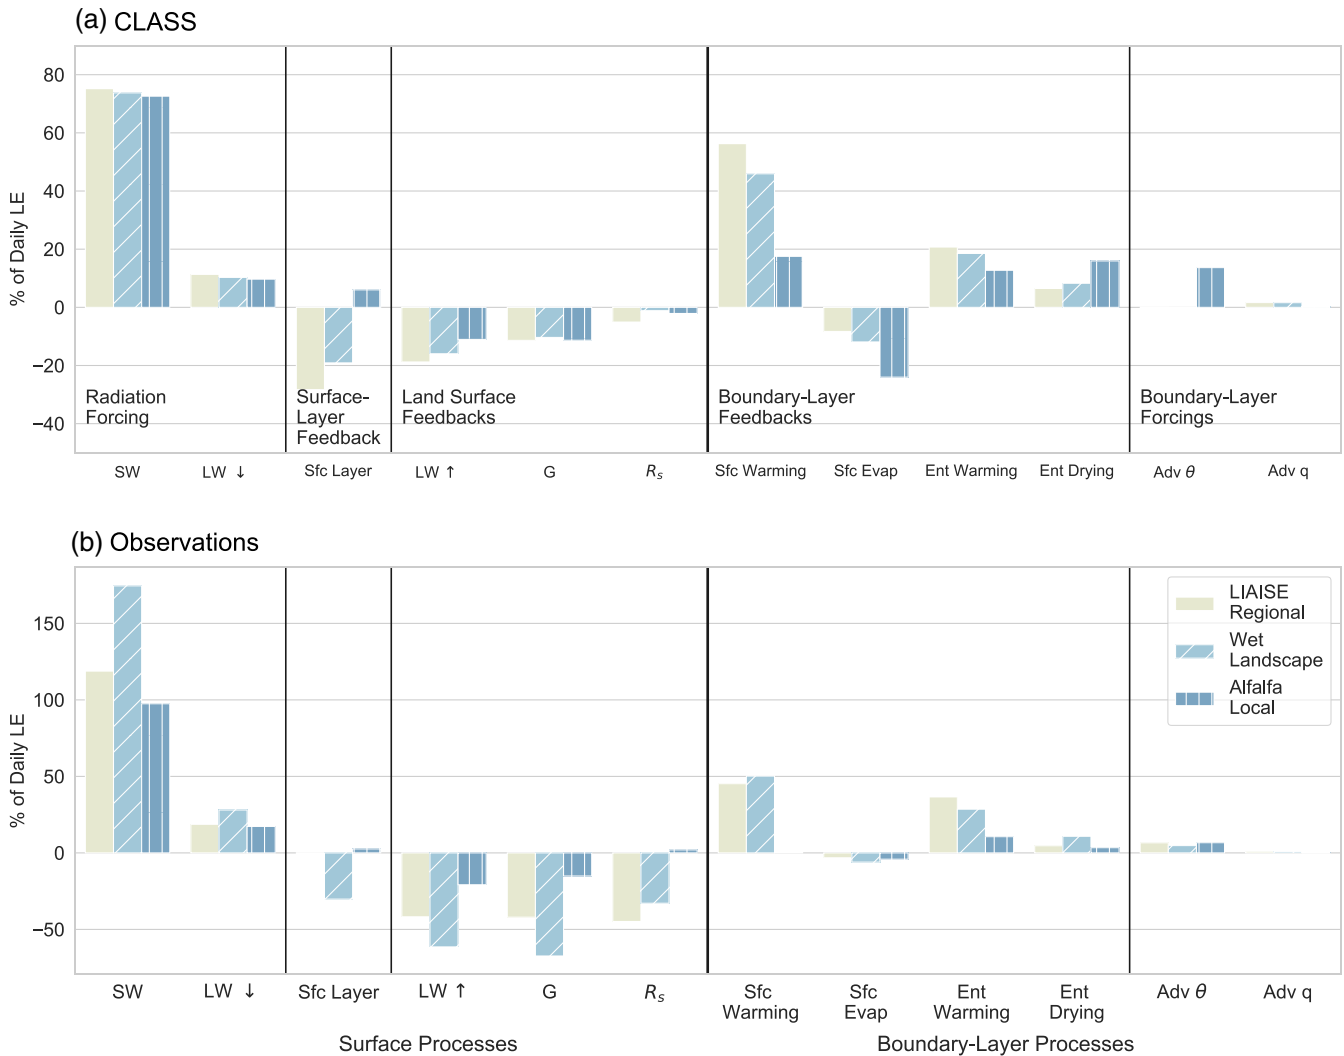 (a) CLASS
% of Daily LE
80
60
40
20
0
−20
−40
Radiation
Forcing
Surface-
Layer
Feedback
Land Surface
Feedbacks
Boundary-Layer
Feedbacks
Boundary-Layer
Forcings
SW
LW ↓
Sfc Layer
LW ↑
G
Rₛ
Sfc Warming
Sfc Evap
Ent Warming
Ent Drying
Adv θ
Adv q
(b) Observations
% of Daily LE
150
100
50
0
−50
LIAISE
Regional
Wet
Landscape
Alfalfa
Local
SW
LW ↓
Sfc Layer
LW ↑
G
Rₛ
Sfc
Warming
Sfc
Evap
Ent
Warming
Ent
Drying
Adv θ
Adv q
Surface Processes
Boundary-Layer Processes